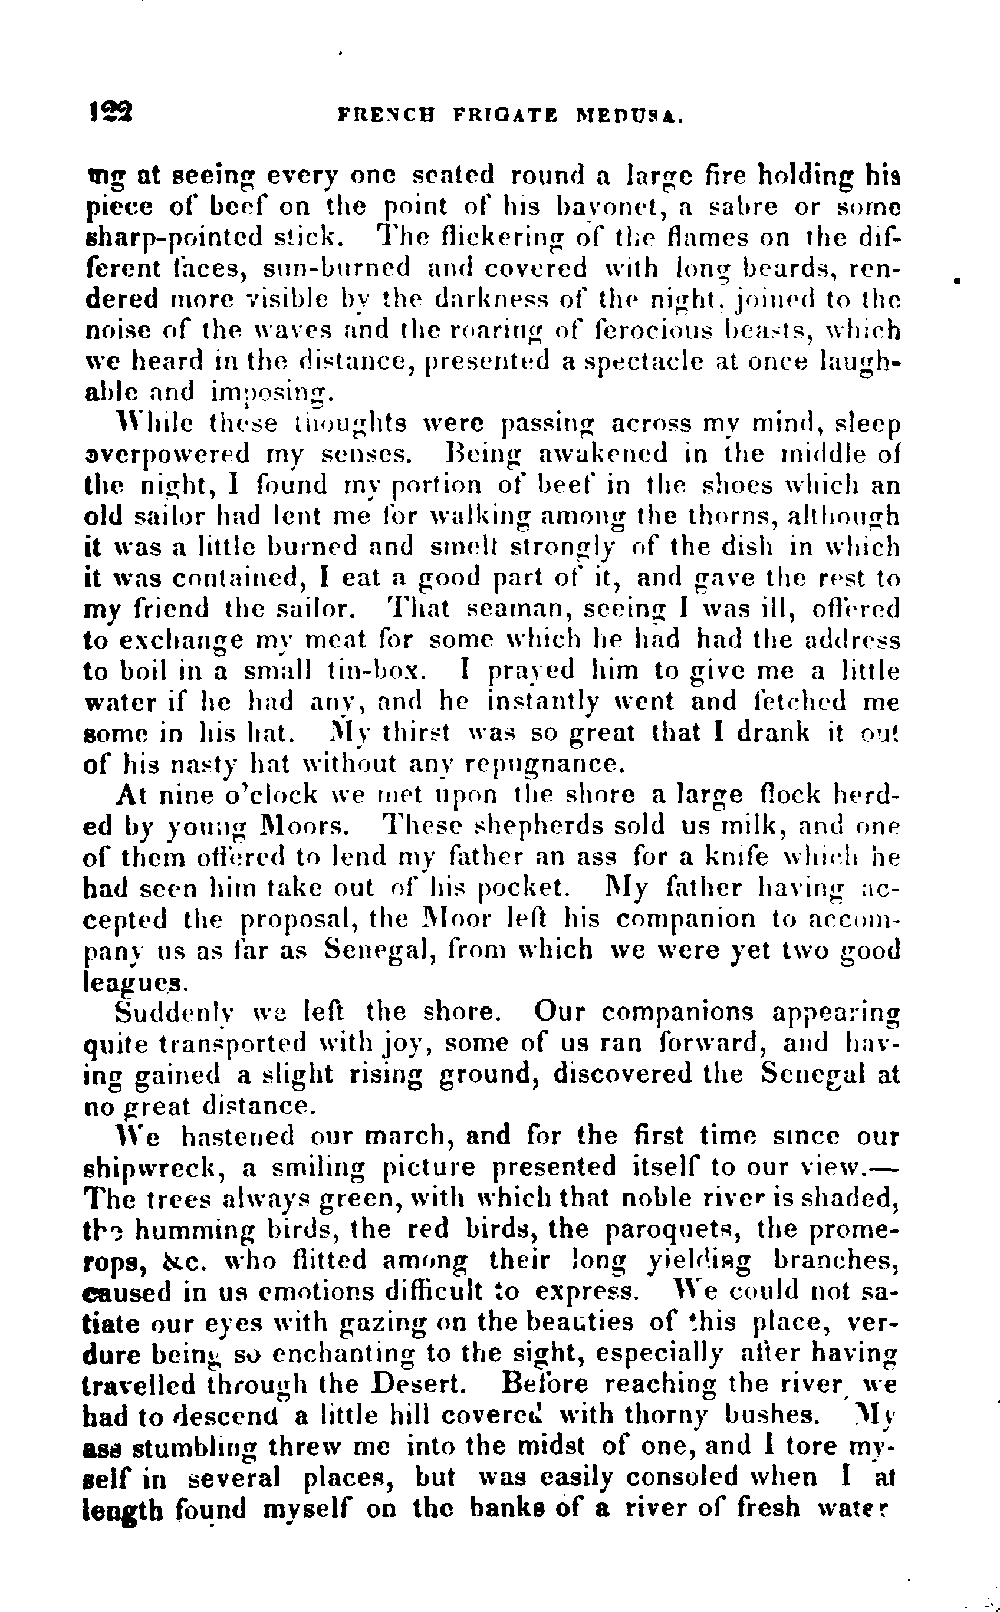 122 FRENCH FRIGATE MEDUSA.
ing at seeing every one seated round a large fire holding his
piece of beef on the point of his bayonet, a sabre or some
sharp-pointed stick. The flickering of the flames on the dif-
ferent faces, sun-burned and covered with long beards, ren-
dered more visible by the darkness of the night, joined to the
noise of the waves and the roaring of ferocious beasts, which
we heard in the distance, presented a spectacle at once laugh-
able and imposing.
While these thoughts were passing across my mind, sleep
overpowered my senses. Being awakened in the middle of
the night, I found my portion of beef in the shoes which an
old sailor had lent me for walking among the thorns, although
it was a little burned and smelt strongly of the dish in which
it was contained, I eat a good part of it, and gave the rest to
my friend the sailor. That seaman, seeing I was ill, offered
to exchange my meat for some which he had had the address
to boil in a small tin-box. I prayed him to give me a little
water if he had any, and he instantly went and fetched me
some in his hat. My thirst was so great that I drank it out
of his nasty hat without any repugnance.
At nine o'clock we met upon the shore a large flock herd-
ed by young Moors. These shepherds sold us milk, and one
of them offered to lend my father an ass for a knife which he
had seen him take out of his pocket. My father having ac-
cepted the proposal, the Moor left his companion to accom-
pany us as far as Senegal, from which we were yet two good
leagues.
Suddenly we left the shore. Our companions appearing
quite transported with joy, some of us ran forward, and hav-
ing gained a slight rising ground, discovered the Senegal at
no great distance.
We hastened our march, and for the first time since our
shipwreck, a smiling picture presented itself to our view.—
The trees always green, with which that noble river is shaded,
the humming birds, the red birds, the paroquets, the prome-
rops, &c. who flitted among their long yielding branches,
caused in us emotions difficult to express. We could not sa-
tiate our eyes with gazing on the beauties of this place, ver-
dure being so enchanting to the sight, especially after having
travelled through the Desert. Before reaching the river we
had to descend a little hill covered with thorny bushes. My
ass stumbling threw me into the midst of one, and I tore my-
self in several places, but was easily consoled when I at
length found myself on the banks of a river of fresh water